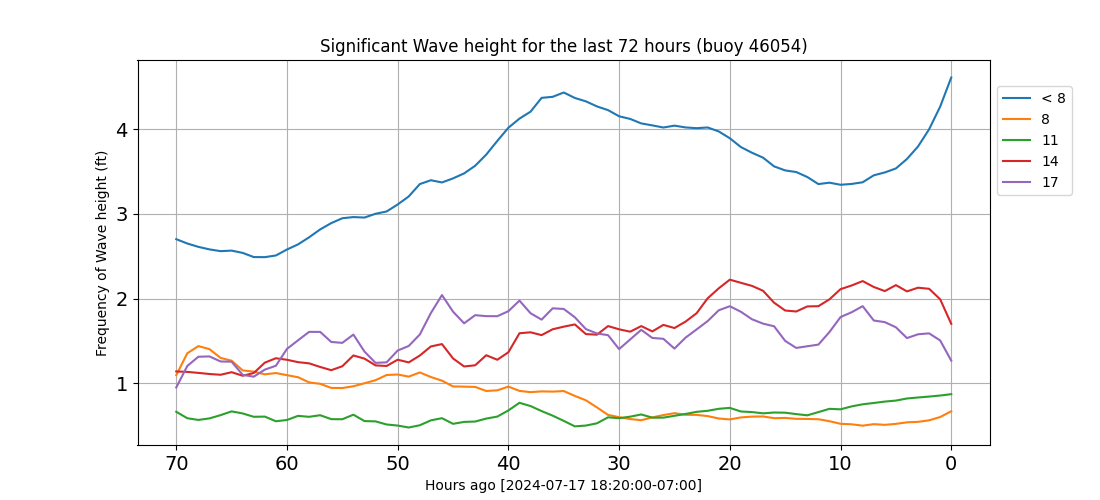 Significant Wave height for the last 72 hours (buoy 46054)
Frequency of Wave height (ft)
4
3
2
1
70 60 50 40 30 20 10 0
Hours ago [2024-07-17 18:20:00-07:00]
< 8
8
11
14
17